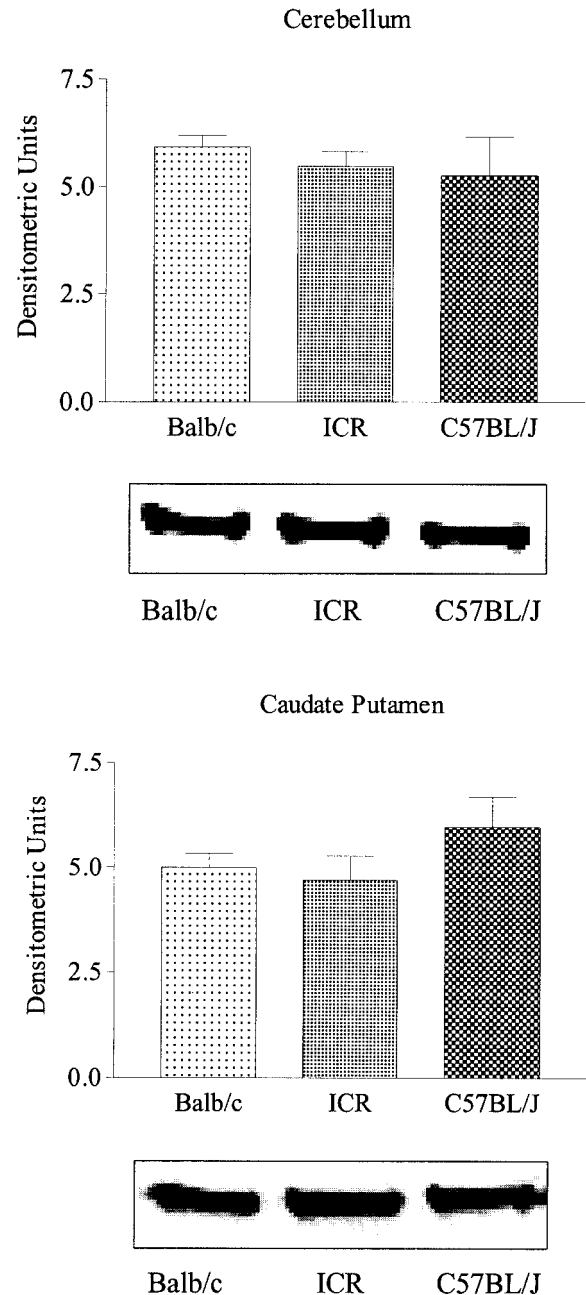 Cerebellum
7.5
5.0
2.5
0.0
Densitometric Units
Balb/c ICR C57BL/J
Balb/c ICR C57BL/J
Caudate Putamen
7.5
5.0
2.5
0.0
Densitometric Units
Balb/c ICR C57BL/J
Balb/c ICR C57BL/J